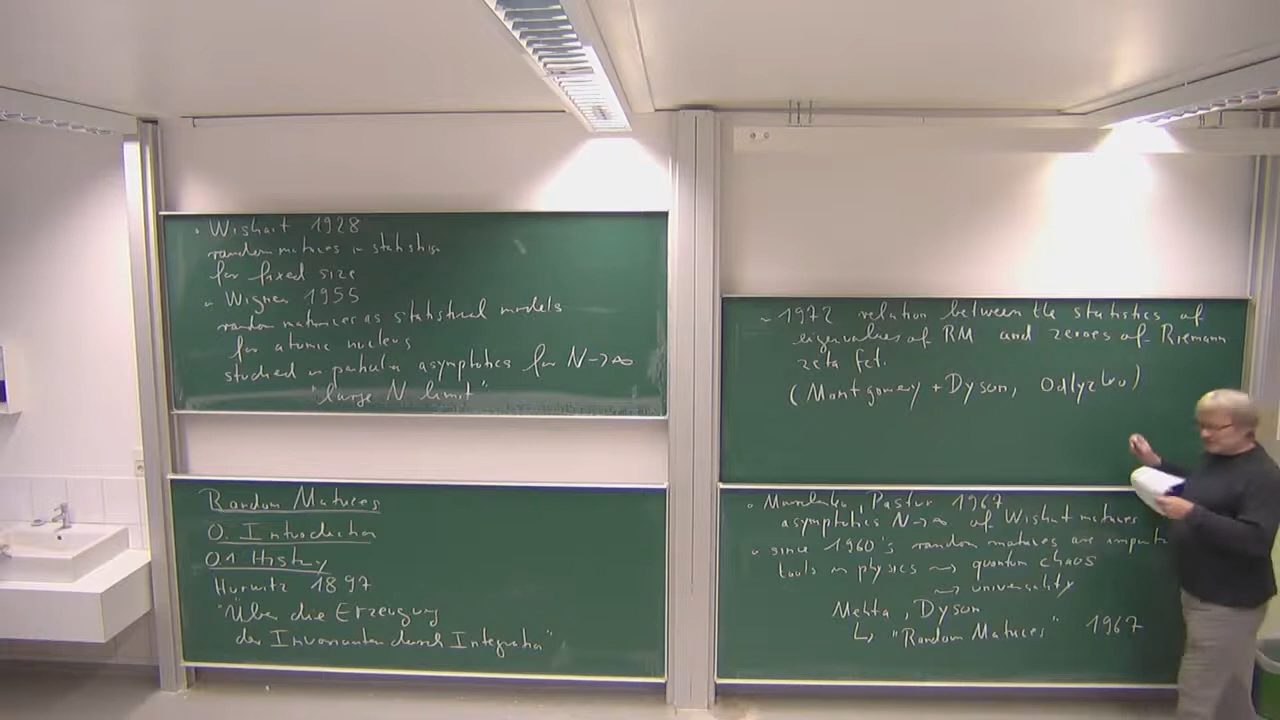 Random Matrices
0. Introduction
0.1 History
Hurwitz 1897
"Über die Erzeugung
der Invarianten durch Integration"
Wishart 1928
random matrices in statistics
for fixed size
Wigner 1955
random matrices as statistical models
for atomic nucleus
studied in particular asymptotics for N→∞
"large N limit"
Marchenko, Pastur 1967
asymptotics N→∞ of Wishart matrices
since 1960's random matrices are important
tools in physics ⇝ quantum chaos
⇝ universality
Mehta, Dyson
↳ "Random Matrices" 1967
1972 relation between the statistics of
eigenvalues of RM and zeroes of Riemann
zeta fct.
(Montgomery + Dyson, Odlyzko)